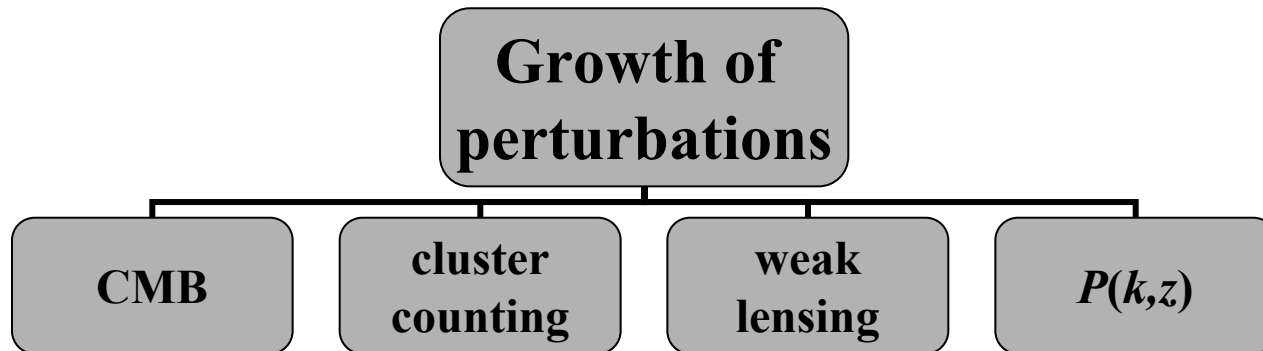 Growth of
perturbations
CMB
cluster
counting
weak
lensing
P(k,z)